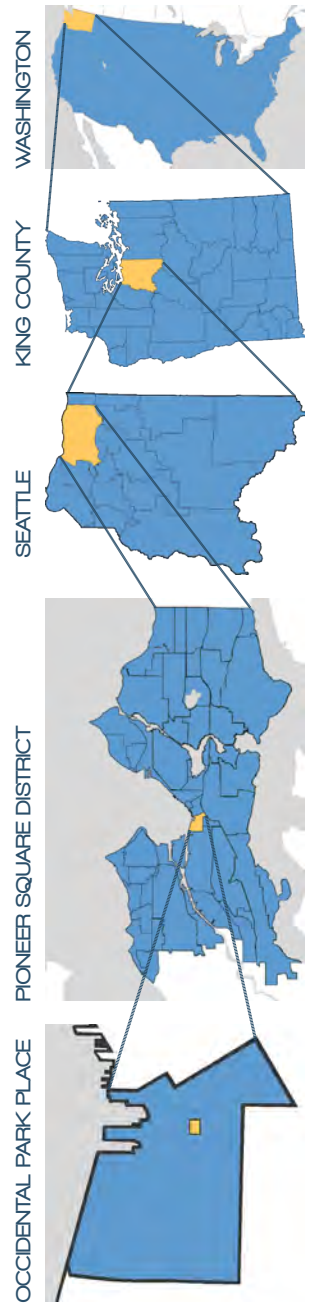 WASHINGTON
KING COUNTY
SEATTLE
PIONEER SQUARE DISTRICT
OCCIDENTAL PARK PLACE